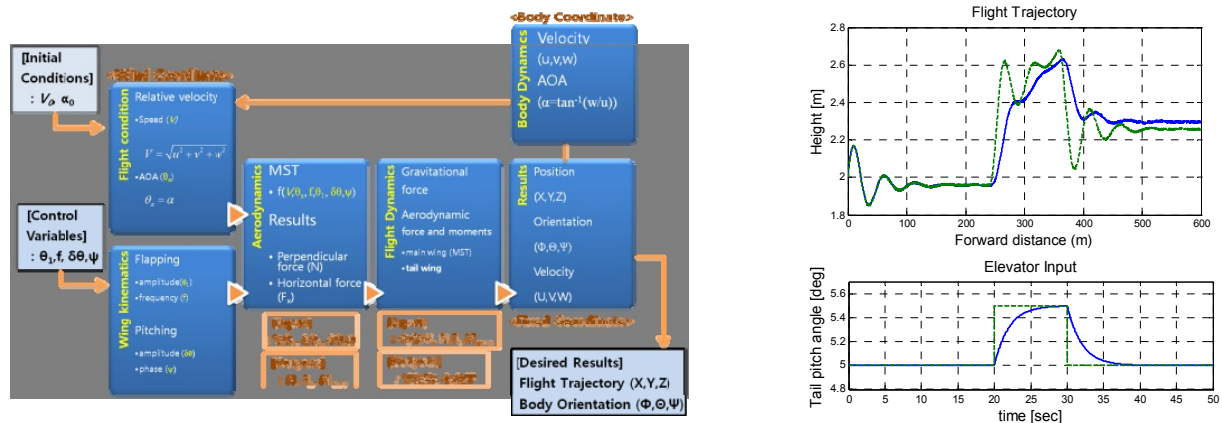 <Body Coordinate>
[Initial
Conditions]
: V₀, α₀
Flight condition
Relative velocity
•Speed (V)
V = √u² + v² + w²
•AOA (θₐ)
θₐ = α
Body Dynamics
Velocity
(u,v,w)
AOA
(α=tan⁻¹(w/u))
[Control
Variables]
: θ₁,f, δθ,ψ
Wing kinematics
Flapping
•amplitude(θ₁)
•frequency (f)
Pitching
•amplitude (δθ)
•phase (ψ)
Aerodynamics
MST
• f(V,θₐ, f,θ₁, δθ,ψ)
Results
• Perpendicular
force (N)
• Horizontal force
(Fₓ)
Flight Dynamics
Gravitational
force
Aerodynamic
force and moments
•main wing (MST)
•tail wing
Results
Position
(X,Y,Z)
Orientation
(Φ,Θ,Ψ)
Velocity
(U,V,W)
[Desired Results]
Flight Trajectory (X,Y,Z)
Body Orientation (Φ,Θ,Ψ)
Flight Trajectory
Height [m]
2.8
2.6
2.4
2.2
2
1.8
0 100 200 300 400 500 600
Forward distance (m)
Elevator Input
Tail pitch angle [deg]
5.6
5.4
5.2
5
4.8
0 5 10 15 20 25 30 35 40 45 50
time [sec]